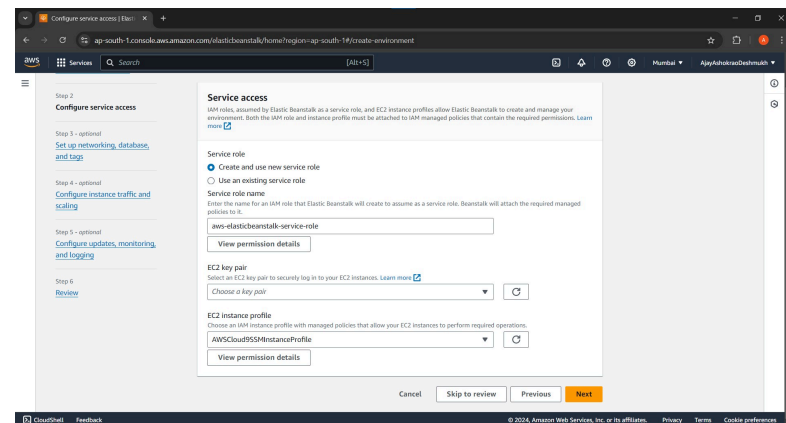 Configure service access | Elasti
ap-south-1.console.aws.amazon.com/elasticbeanstalk/home?region=ap-south-1#/create-environment
aws
Services
Search
[Alt+S]
Mumbai
AjayAshokraoDeshmukh
Step 2
Configure service access
Step 3 - optional
Set up networking, database,
and tags
Step 4 - optional
Configure instance traffic and
scaling
Step 5 - optional
Configure updates, monitoring,
and logging
Step 6
Review
Service access
IAM roles, assumed by Elastic Beanstalk as a service role, and EC2 instance profiles allow Elastic Beanstalk to create and manage your
environment. Both the IAM role and instance profile must be attached to IAM managed policies that contain the required permissions. Learn
more
Service role
Create and use new service role
Use an existing service role
Service role name
Enter the name for an IAM role that Elastic Beanstalk will create to assume as a service role. Beanstalk will attach the required managed
policies to it.
aws-elasticbeanstalk-service-role
View permission details
EC2 key pair
Select an EC2 key pair to securely log in to your EC2 instances. Learn more
Choose a key pair
EC2 instance profile
Choose an IAM instance profile with managed policies that allow your EC2 instances to perform required operations.
AWSCloud9SSMInstanceProfile
View permission details
Cancel
Skip to review
Previous
Next
CloudShell
Feedback
© 2024, Amazon Web Services, Inc. or its affiliates.
Privacy
Terms
Cookie preferences